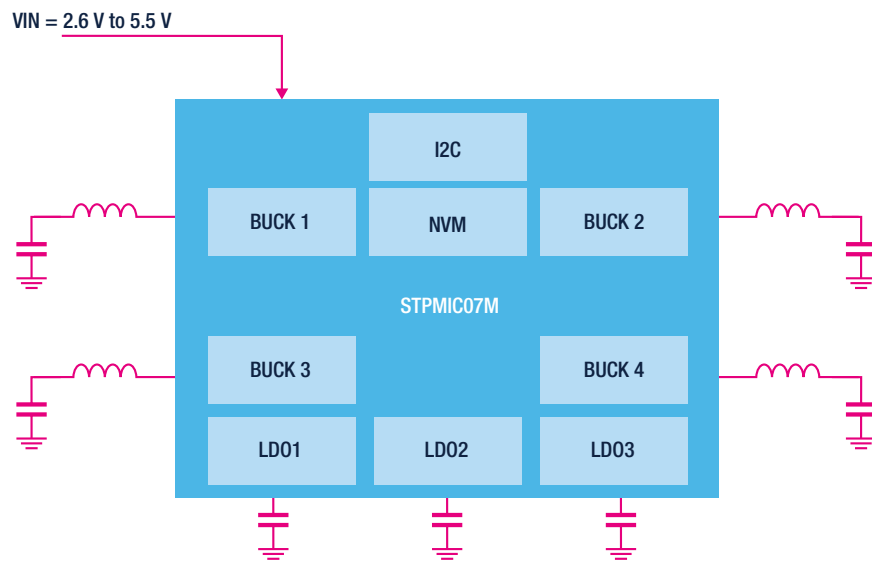 VIN = 2.6 V to 5.5 V
I2C
BUCK 1
NVM
BUCK 2
STPMIC07M
BUCK 3
BUCK 4
LDO1
LDO2
LDO3